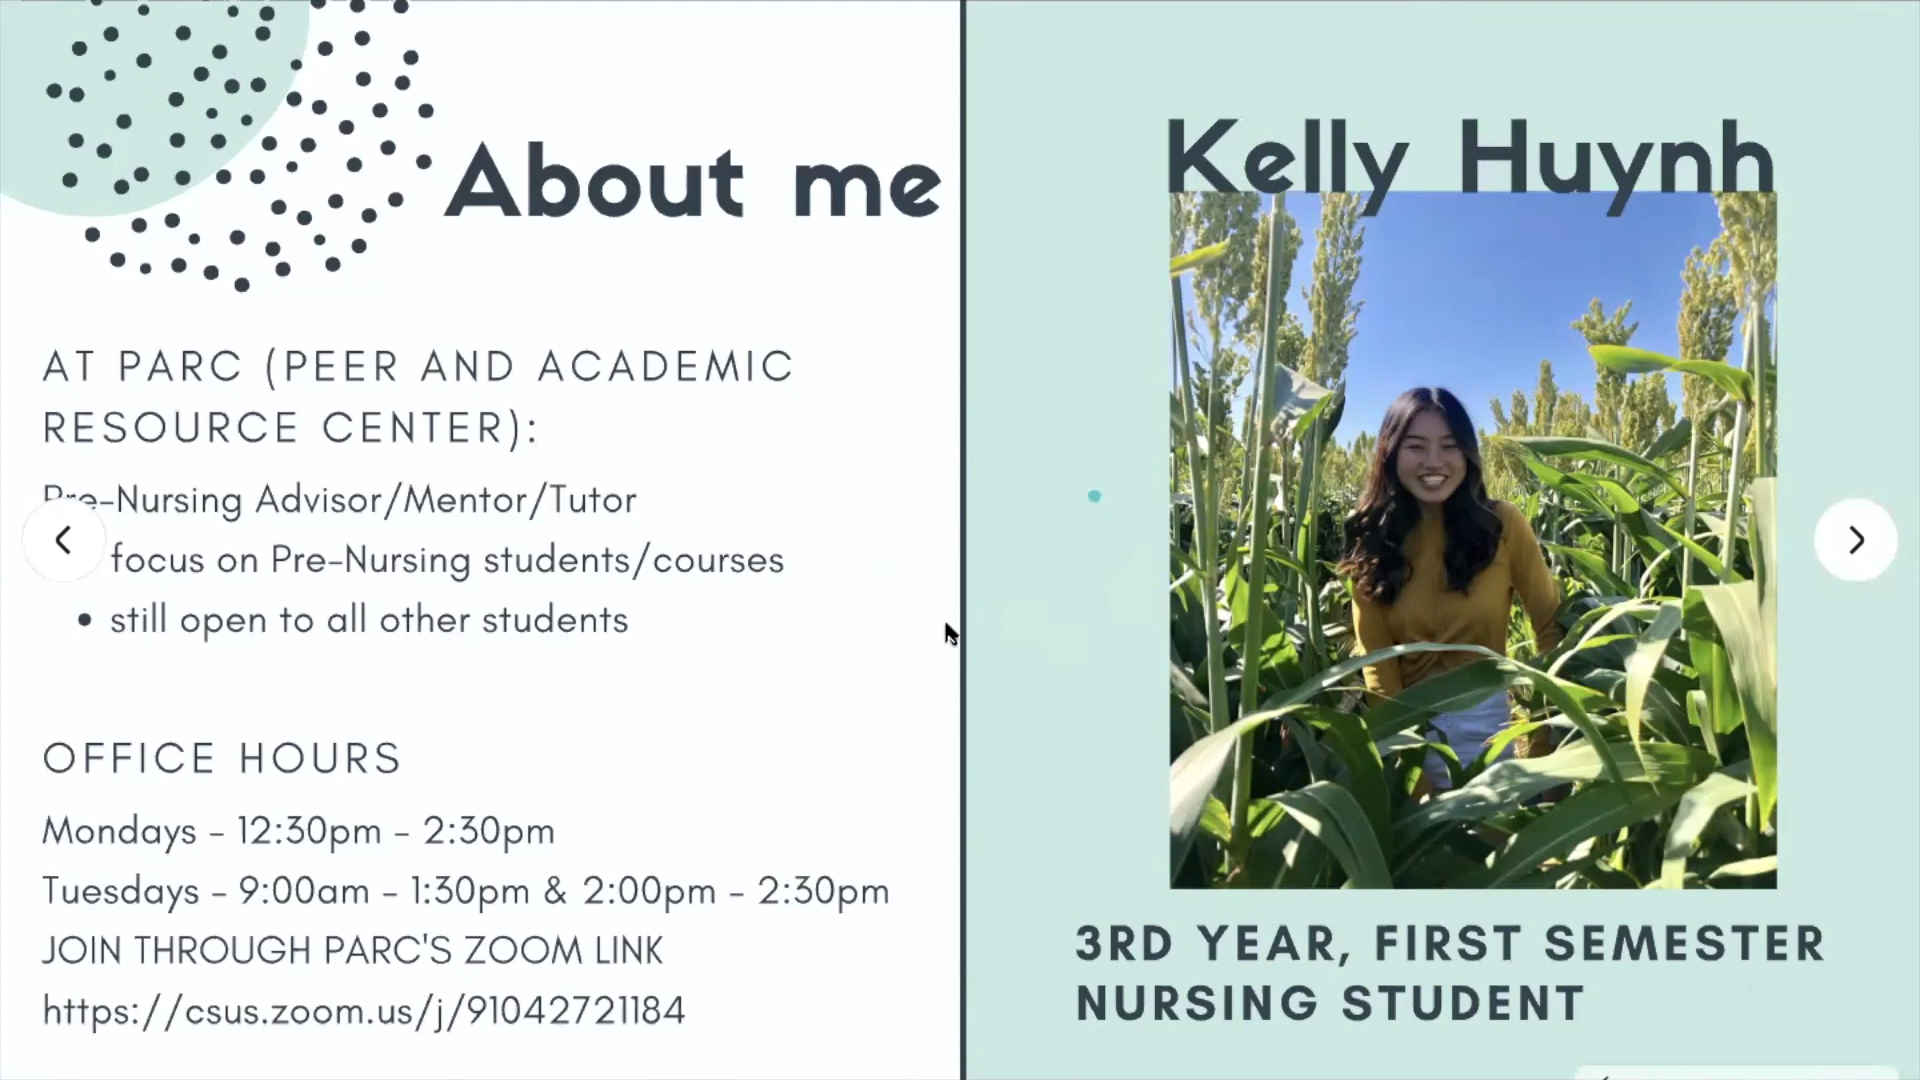 About me
AT PARC (PEER AND ACADEMIC
RESOURCE CENTER):
Pre-Nursing Advisor/Mentor/Tutor
focus on Pre-Nursing students/courses
• still open to all other students
OFFICE HOURS
Mondays - 12:30pm - 2:30pm
Tuesdays - 9:00am - 1:30pm & 2:00pm - 2:30pm
JOIN THROUGH PARC'S ZOOM LINK
https://csus.zoom.us/j/91042721184
Kelly Huynh
3RD YEAR, FIRST SEMESTER
NURSING STUDENT